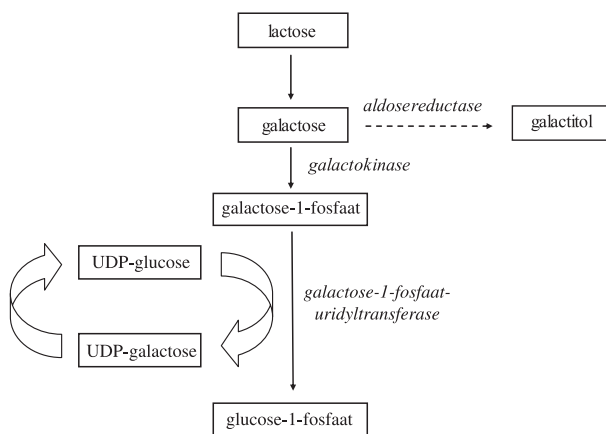 lactose
aldosereductase
galactose
galactitol
galactokinase
galactose-1-fosfaat
UDP-glucose
galactose-1-fosfaat-
uridyltransferase
UDP-galactose
glucose-1-fosfaat